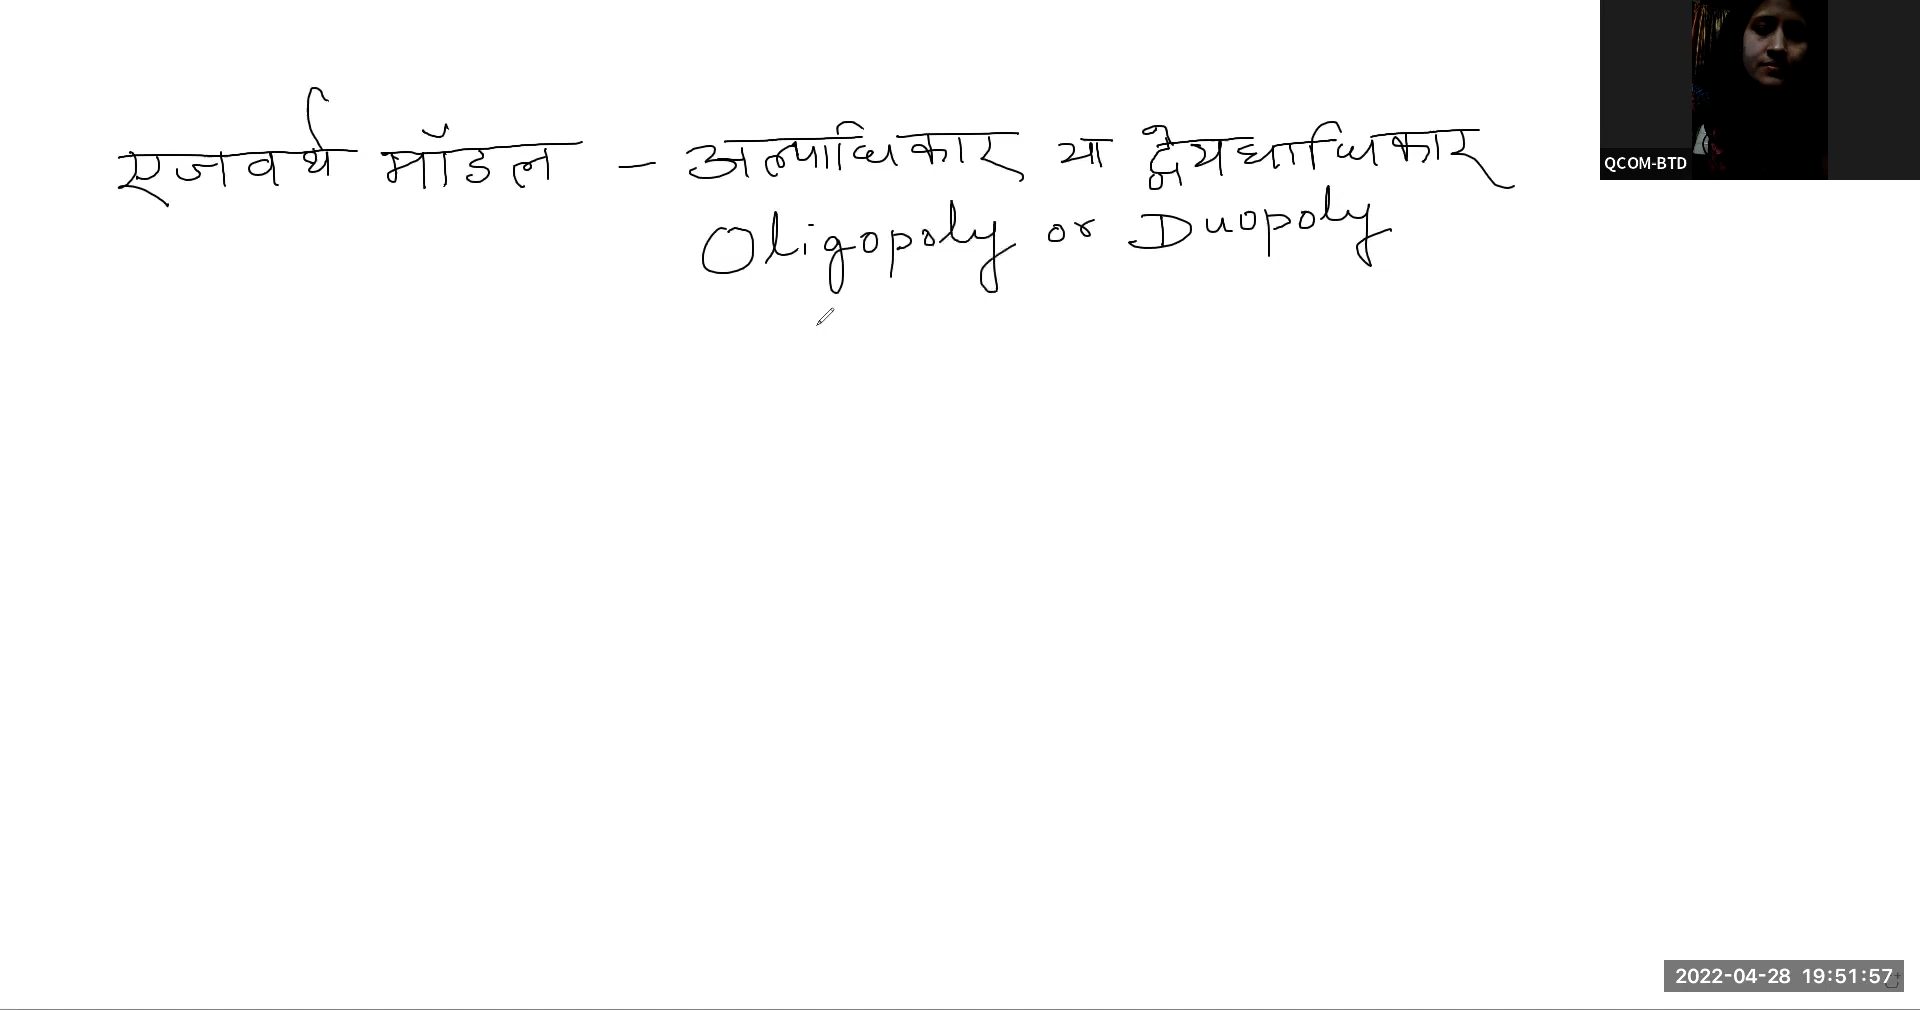 एजवर्थ मॉडल - अल्पाधिकार या द्वैयधाधिकार
Oligopoly or Duopoly
QCOM-BTD
2022-04-28 19:51:57